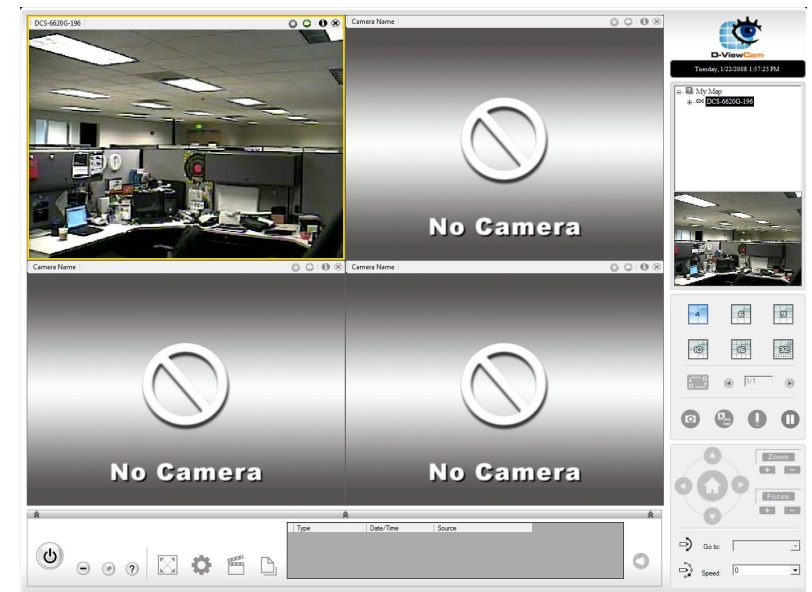 DCS-6620G-196
Camera Name
No Camera
Camera Name
No Camera
Camera Name
No Camera
D-ViewCam
Tuesday, 1/22/2008 1:57:25 PM
My Map
DCS-6620G-196
4
6
9
1/1
Zoom
+ -
Focus
+ -
Go to:
Speed: 0
Type Date/Time Source
?